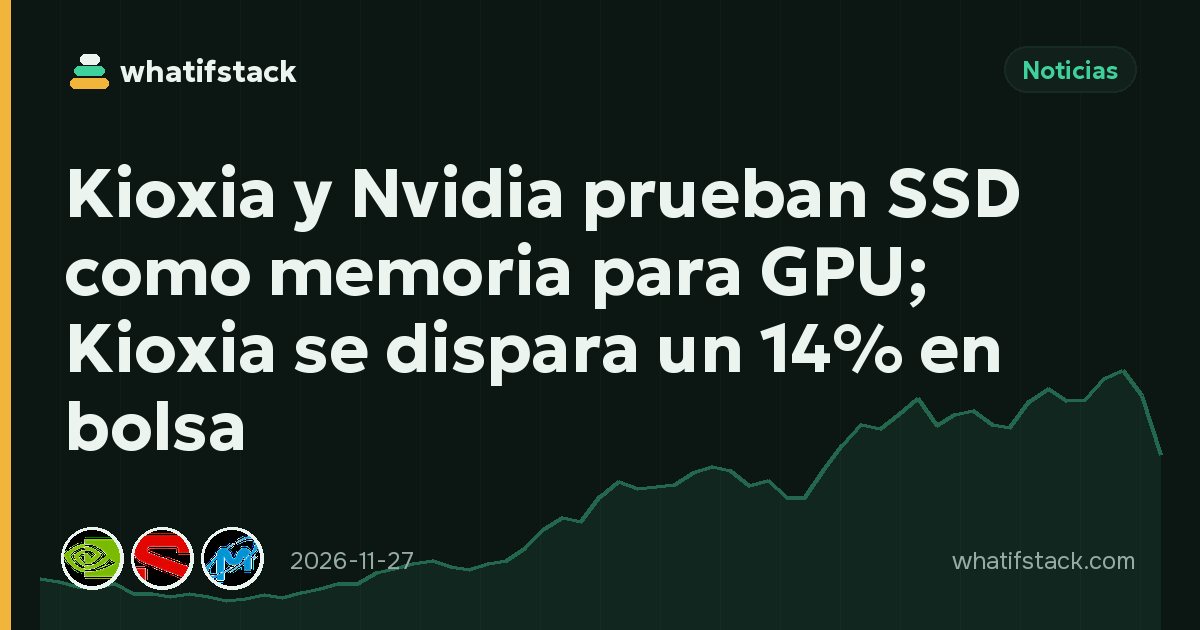 whatifstack
Noticias
Kioxia y Nvidia prueban SSD
como memoria para GPU;
Kioxia se dispara un 14% en
bolsa
2026-11-27
whatifstack.com